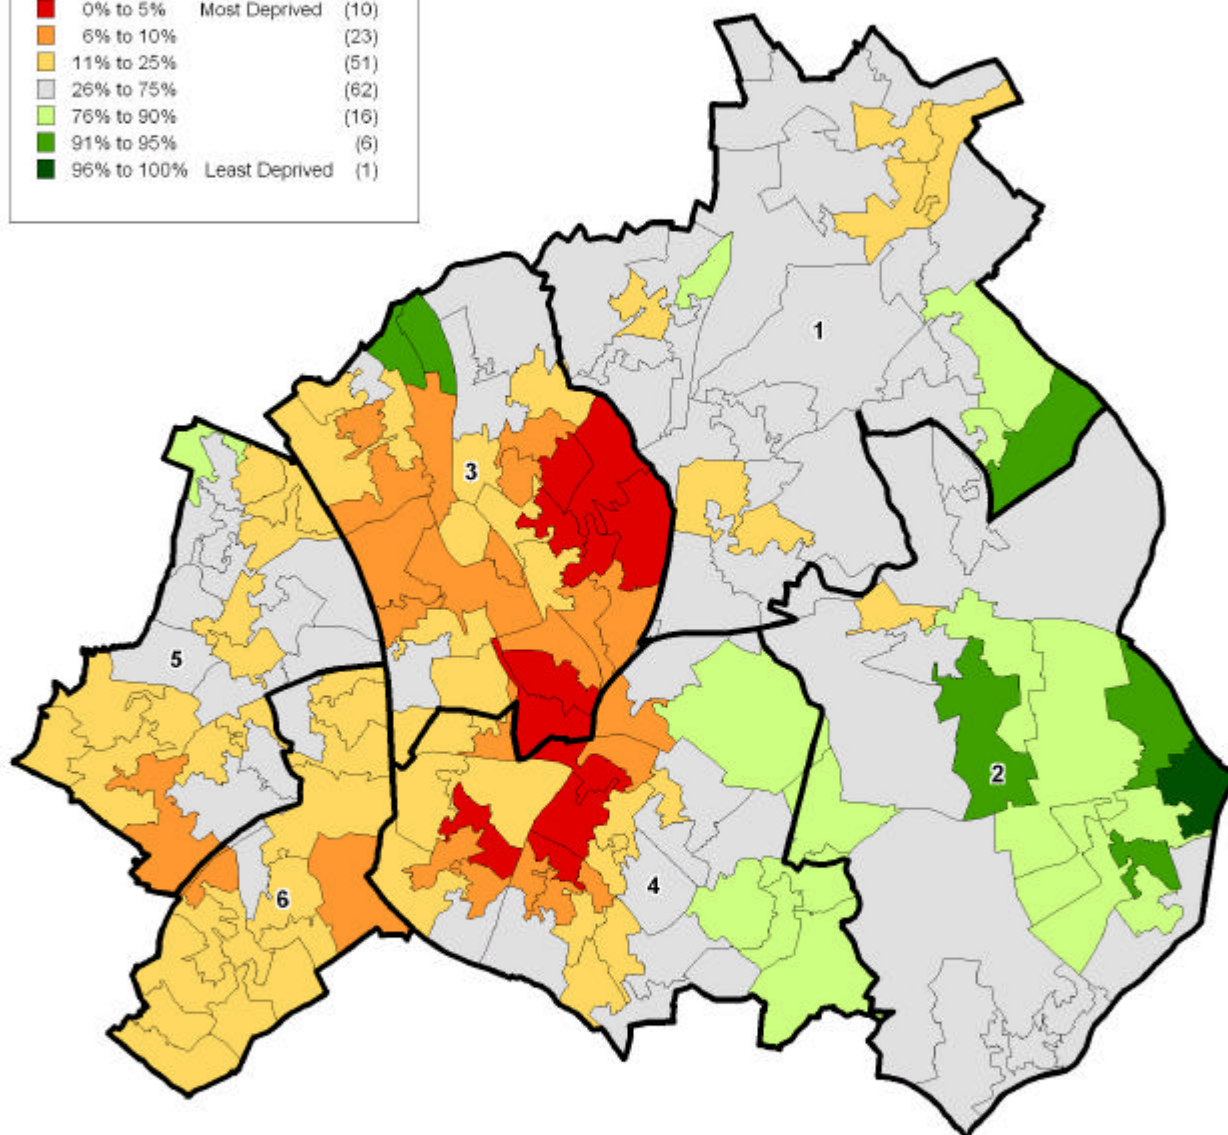 0% to 5% Most Deprived (10)
6% to 10% (23)
11% to 25% (51)
26% to 75% (62)
76% to 90% (16)
91% to 95% (6)
96% to 100% Least Deprived (1)
1
3
5
2
4
6